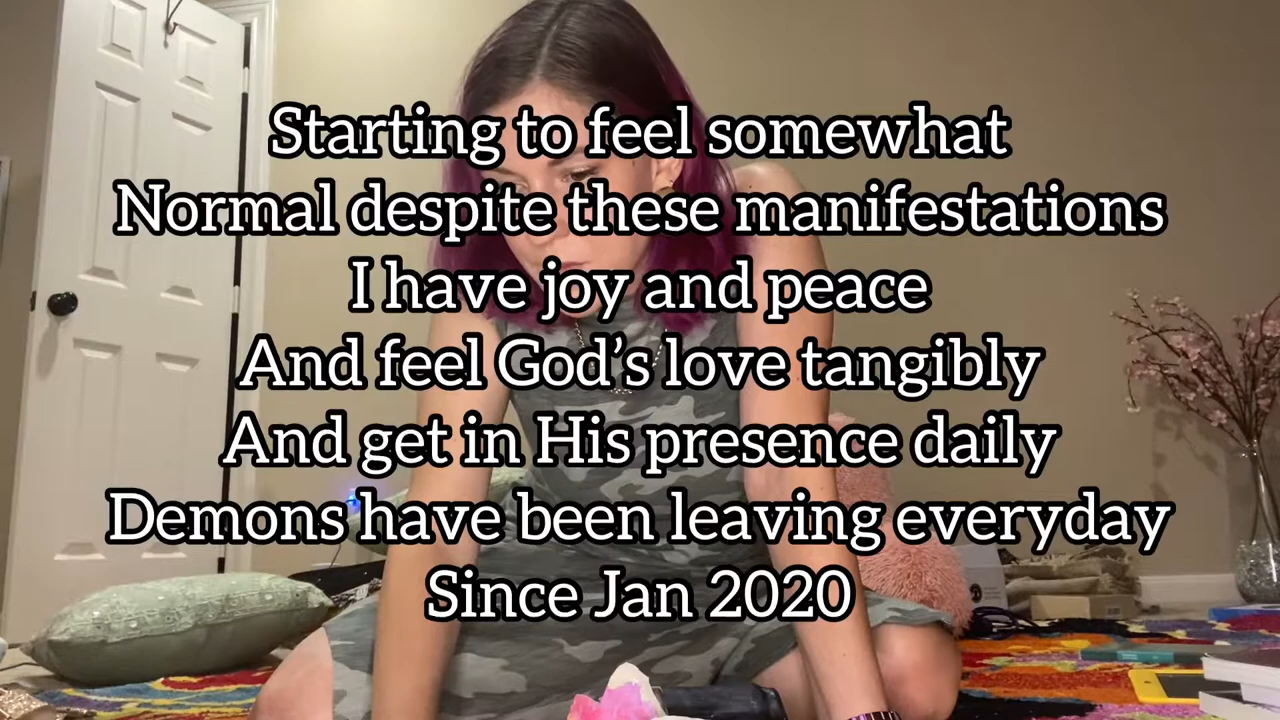 Starting to feel somewhat
Normal despite these manifestations
I have joy and peace
And feel God’s love tangibly
And get in His presence daily
Demons have been leaving everyday
Since Jan 2020